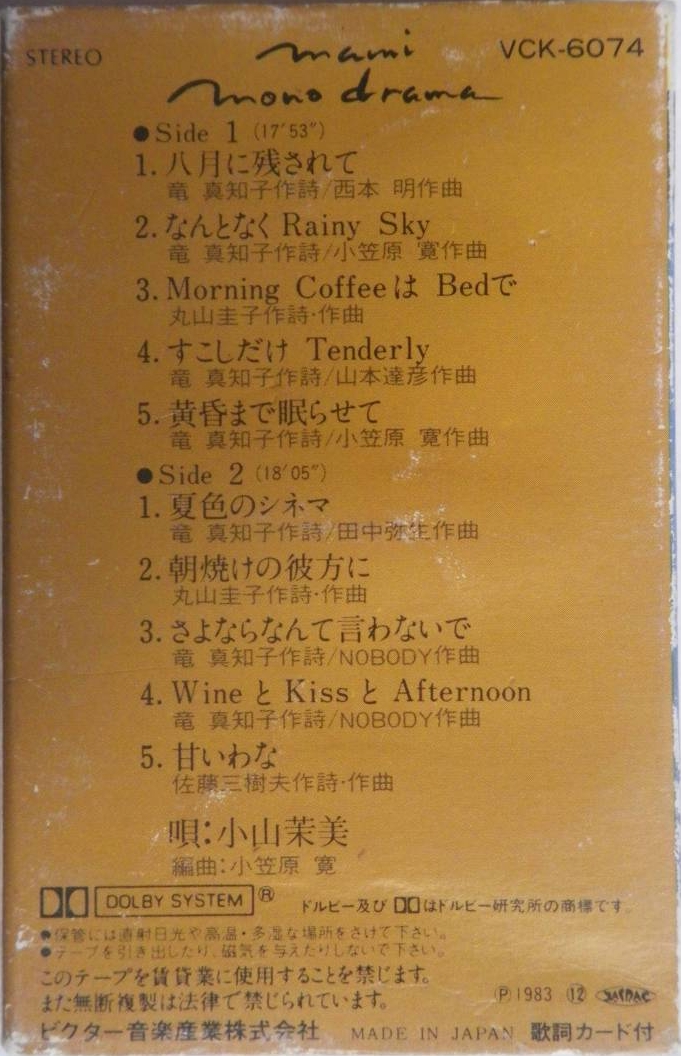 STEREO
mami
VCK-6074
mono drama
●Side 1 (17′53″)
1. 八月に残されて
竜 真知子作詩/西本 明作曲
2. なんとなく Rainy Sky
竜 真知子作詩/小笠原 寛作曲
3. Morning Coffeeは Bedで
丸山圭子作詩・作曲
4. すこしだけ Tenderly
竜 真知子作詩/山本達彦作曲
5. 黄昏まで眠らせて
竜 真知子作詩/小笠原 寛作曲
●Side 2 (18′05″)
1. 夏色のシネマ
竜 真知子作詩/田中弥生作曲
2. 朝焼けの彼方に
丸山圭子作詩・作曲
3. さよならなんて言わないで
竜 真知子作詩/NOBODY作曲
4. Wine と Kiss と Afternoon
竜 真知子作詩/NOBODY作曲
5. 甘いわな
佐藤三樹夫作詩・作曲
唄：小山茉美
編曲：小笠原 寛
DOLBY SYSTEM ® ドルビー及び はドルビー研究所の商標です。
●保管には直射日光や高温・多湿な場所をさけて下さい。
●テープを引き出したり、磁気を与えたりしないで下さい。
このテープを賃貸業に使用することを禁じます。
また無断複製は法律で禁じられています。
Ⓟ1983 ⑫ JASRAC
ビクター音楽産業株式会社 MADE IN JAPAN 歌詞カード付